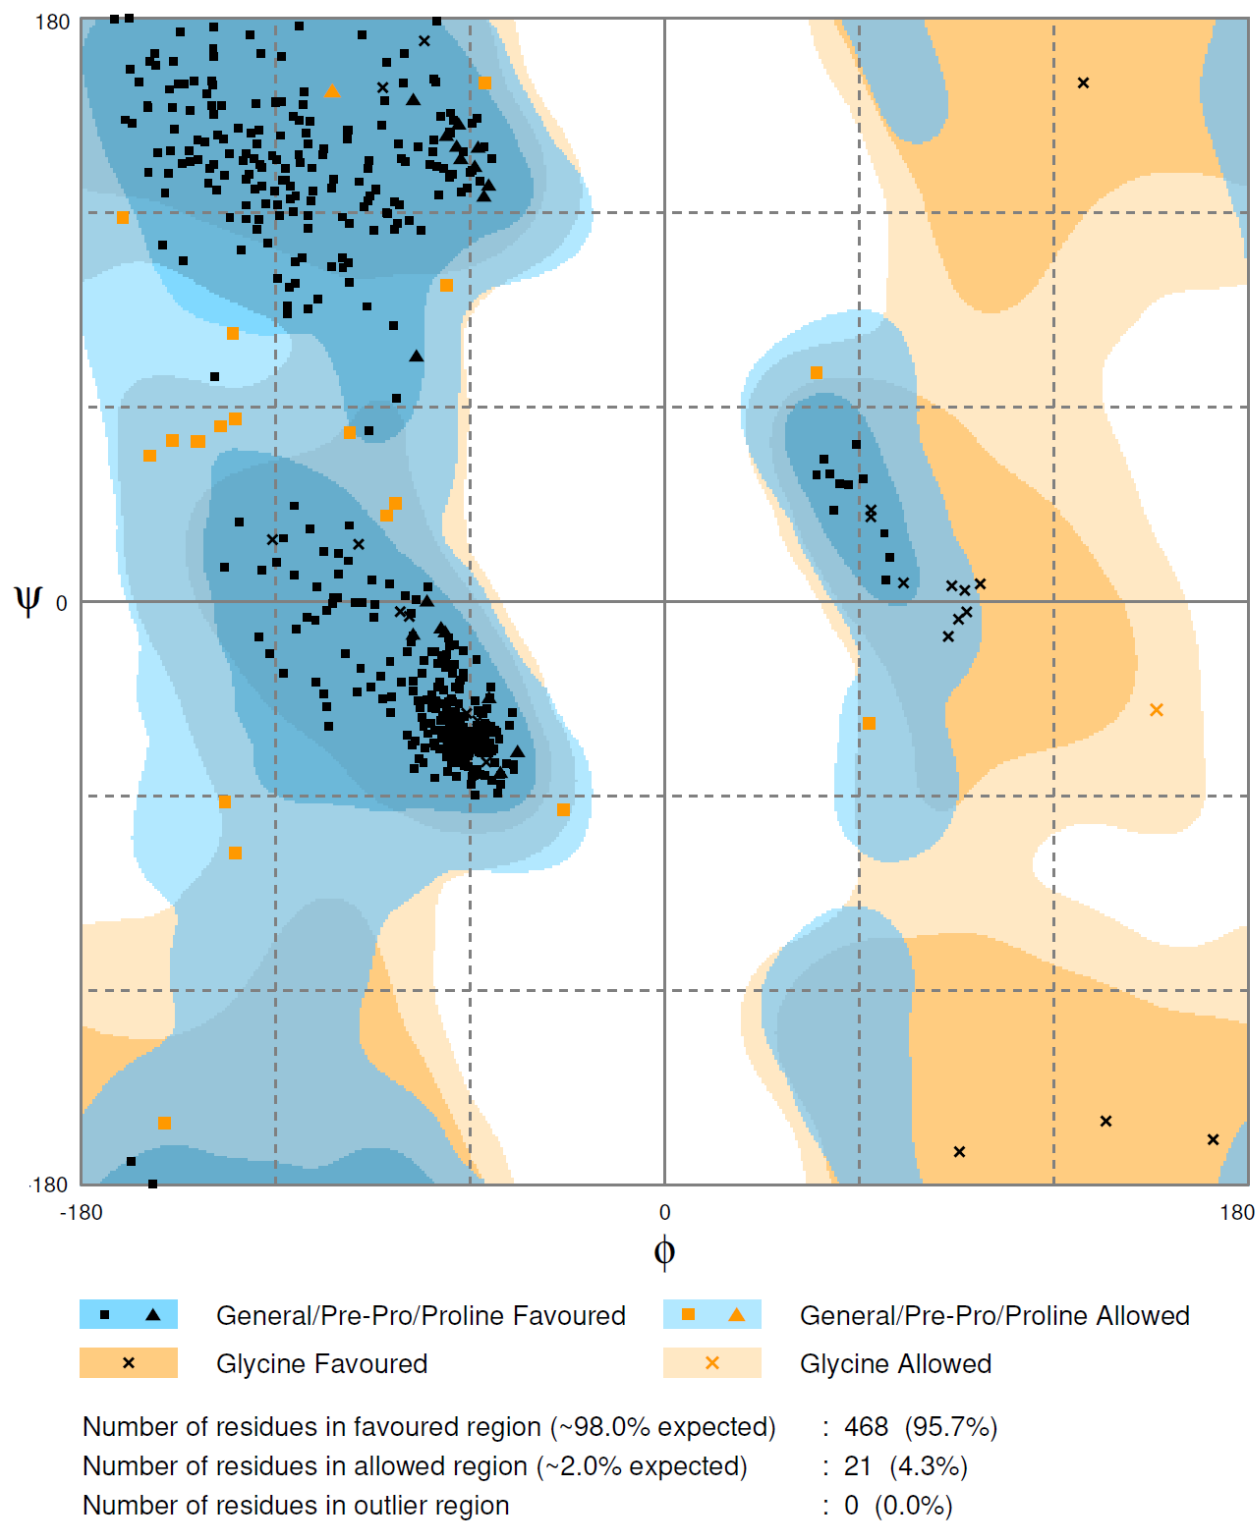 180
ψ
0
-180
-180
0
180
ϕ
General/Pre-Pro/Proline Favoured
General/Pre-Pro/Proline Allowed
Glycine Favoured
Glycine Allowed
Number of residues in favoured region (~98.0% expected) : 468 (95.7%)
Number of residues in allowed region (~2.0% expected) : 21 (4.3%)
Number of residues in outlier region : 0 (0.0%)